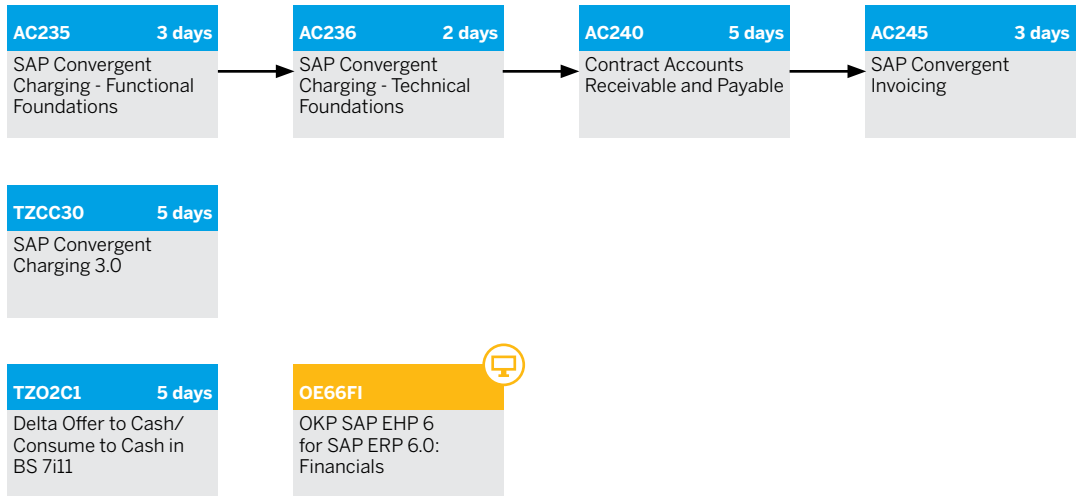 AC235 3 days
SAP Convergent
Charging - Functional
Foundations
AC236 2 days
SAP Convergent
Charging - Technical
Foundations
AC240 5 days
Contract Accounts
Receivable and Payable
AC245 3 days
SAP Convergent
Invoicing
TZCC30 5 days
SAP Convergent
Charging 3.0
TZO2C1 5 days
Delta Offer to Cash/
Consume to Cash in
BS 7i11
OE66FI
OKP SAP EHP 6
for SAP ERP 6.0:
Financials